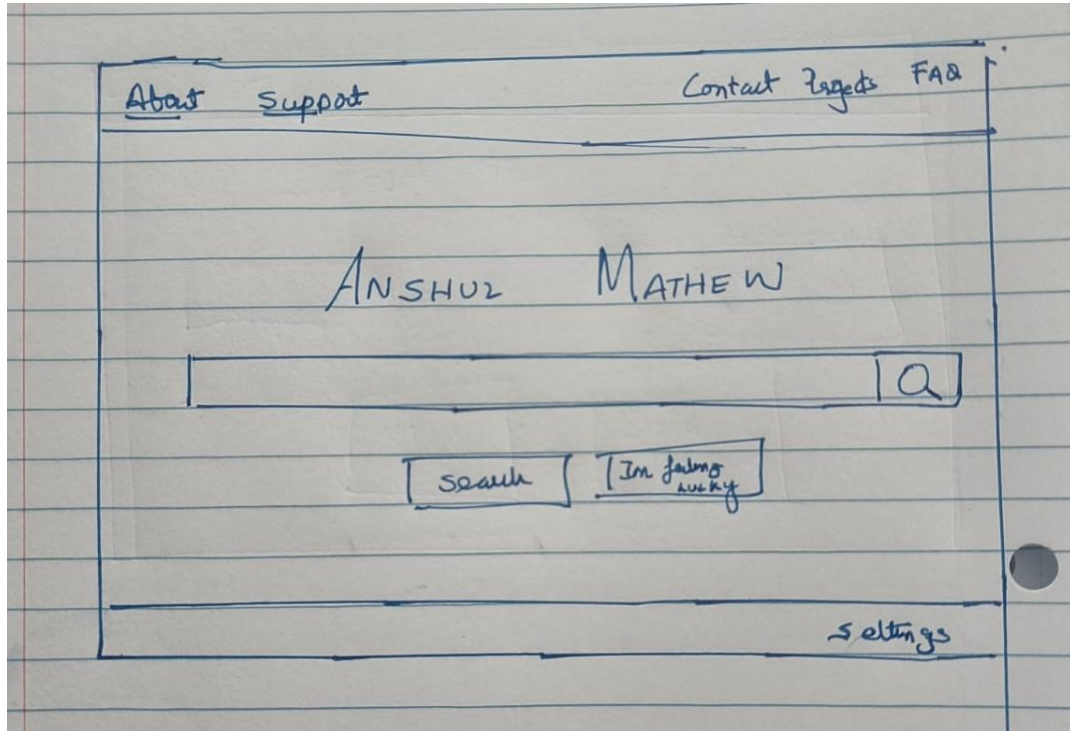 About Support Contact Projects FAQ
ANSHUL MATHEW
Search I'm feeling
LUCKY
Settings